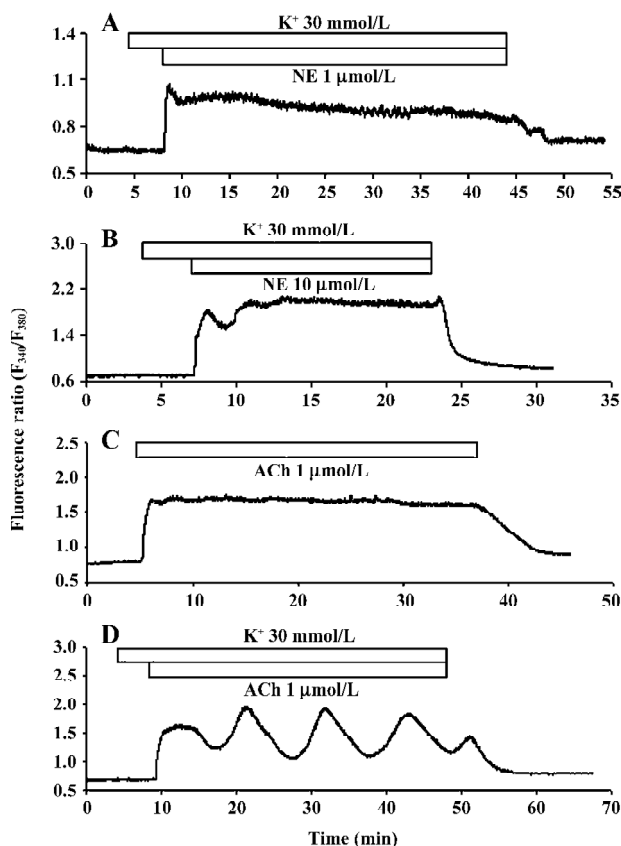 A
K⁺ 30 mmol/L
NE 1 µmol/L
1.4
1.1
0.8
0.5
0 5 10 15 20 25 30 35 40 45 50 55
B
K⁺ 30 mmol/L
NE 10 µmol/L
3.0
2.2
1.4
0.6
0 5 10 15 20 25 30 35
Fluorescence ratio (F₃₄₀/F₃₈₀)
C
ACh 1 µmol/L
2.5
2.0
1.5
1.0
0.5
0 10 20 30 40 50
D
K⁺ 30 mmol/L
ACh 1 µmol/L
3.0
2.5
2.0
1.5
1.0
0.5
0 10 20 30 40 50 60 70
Time (min)